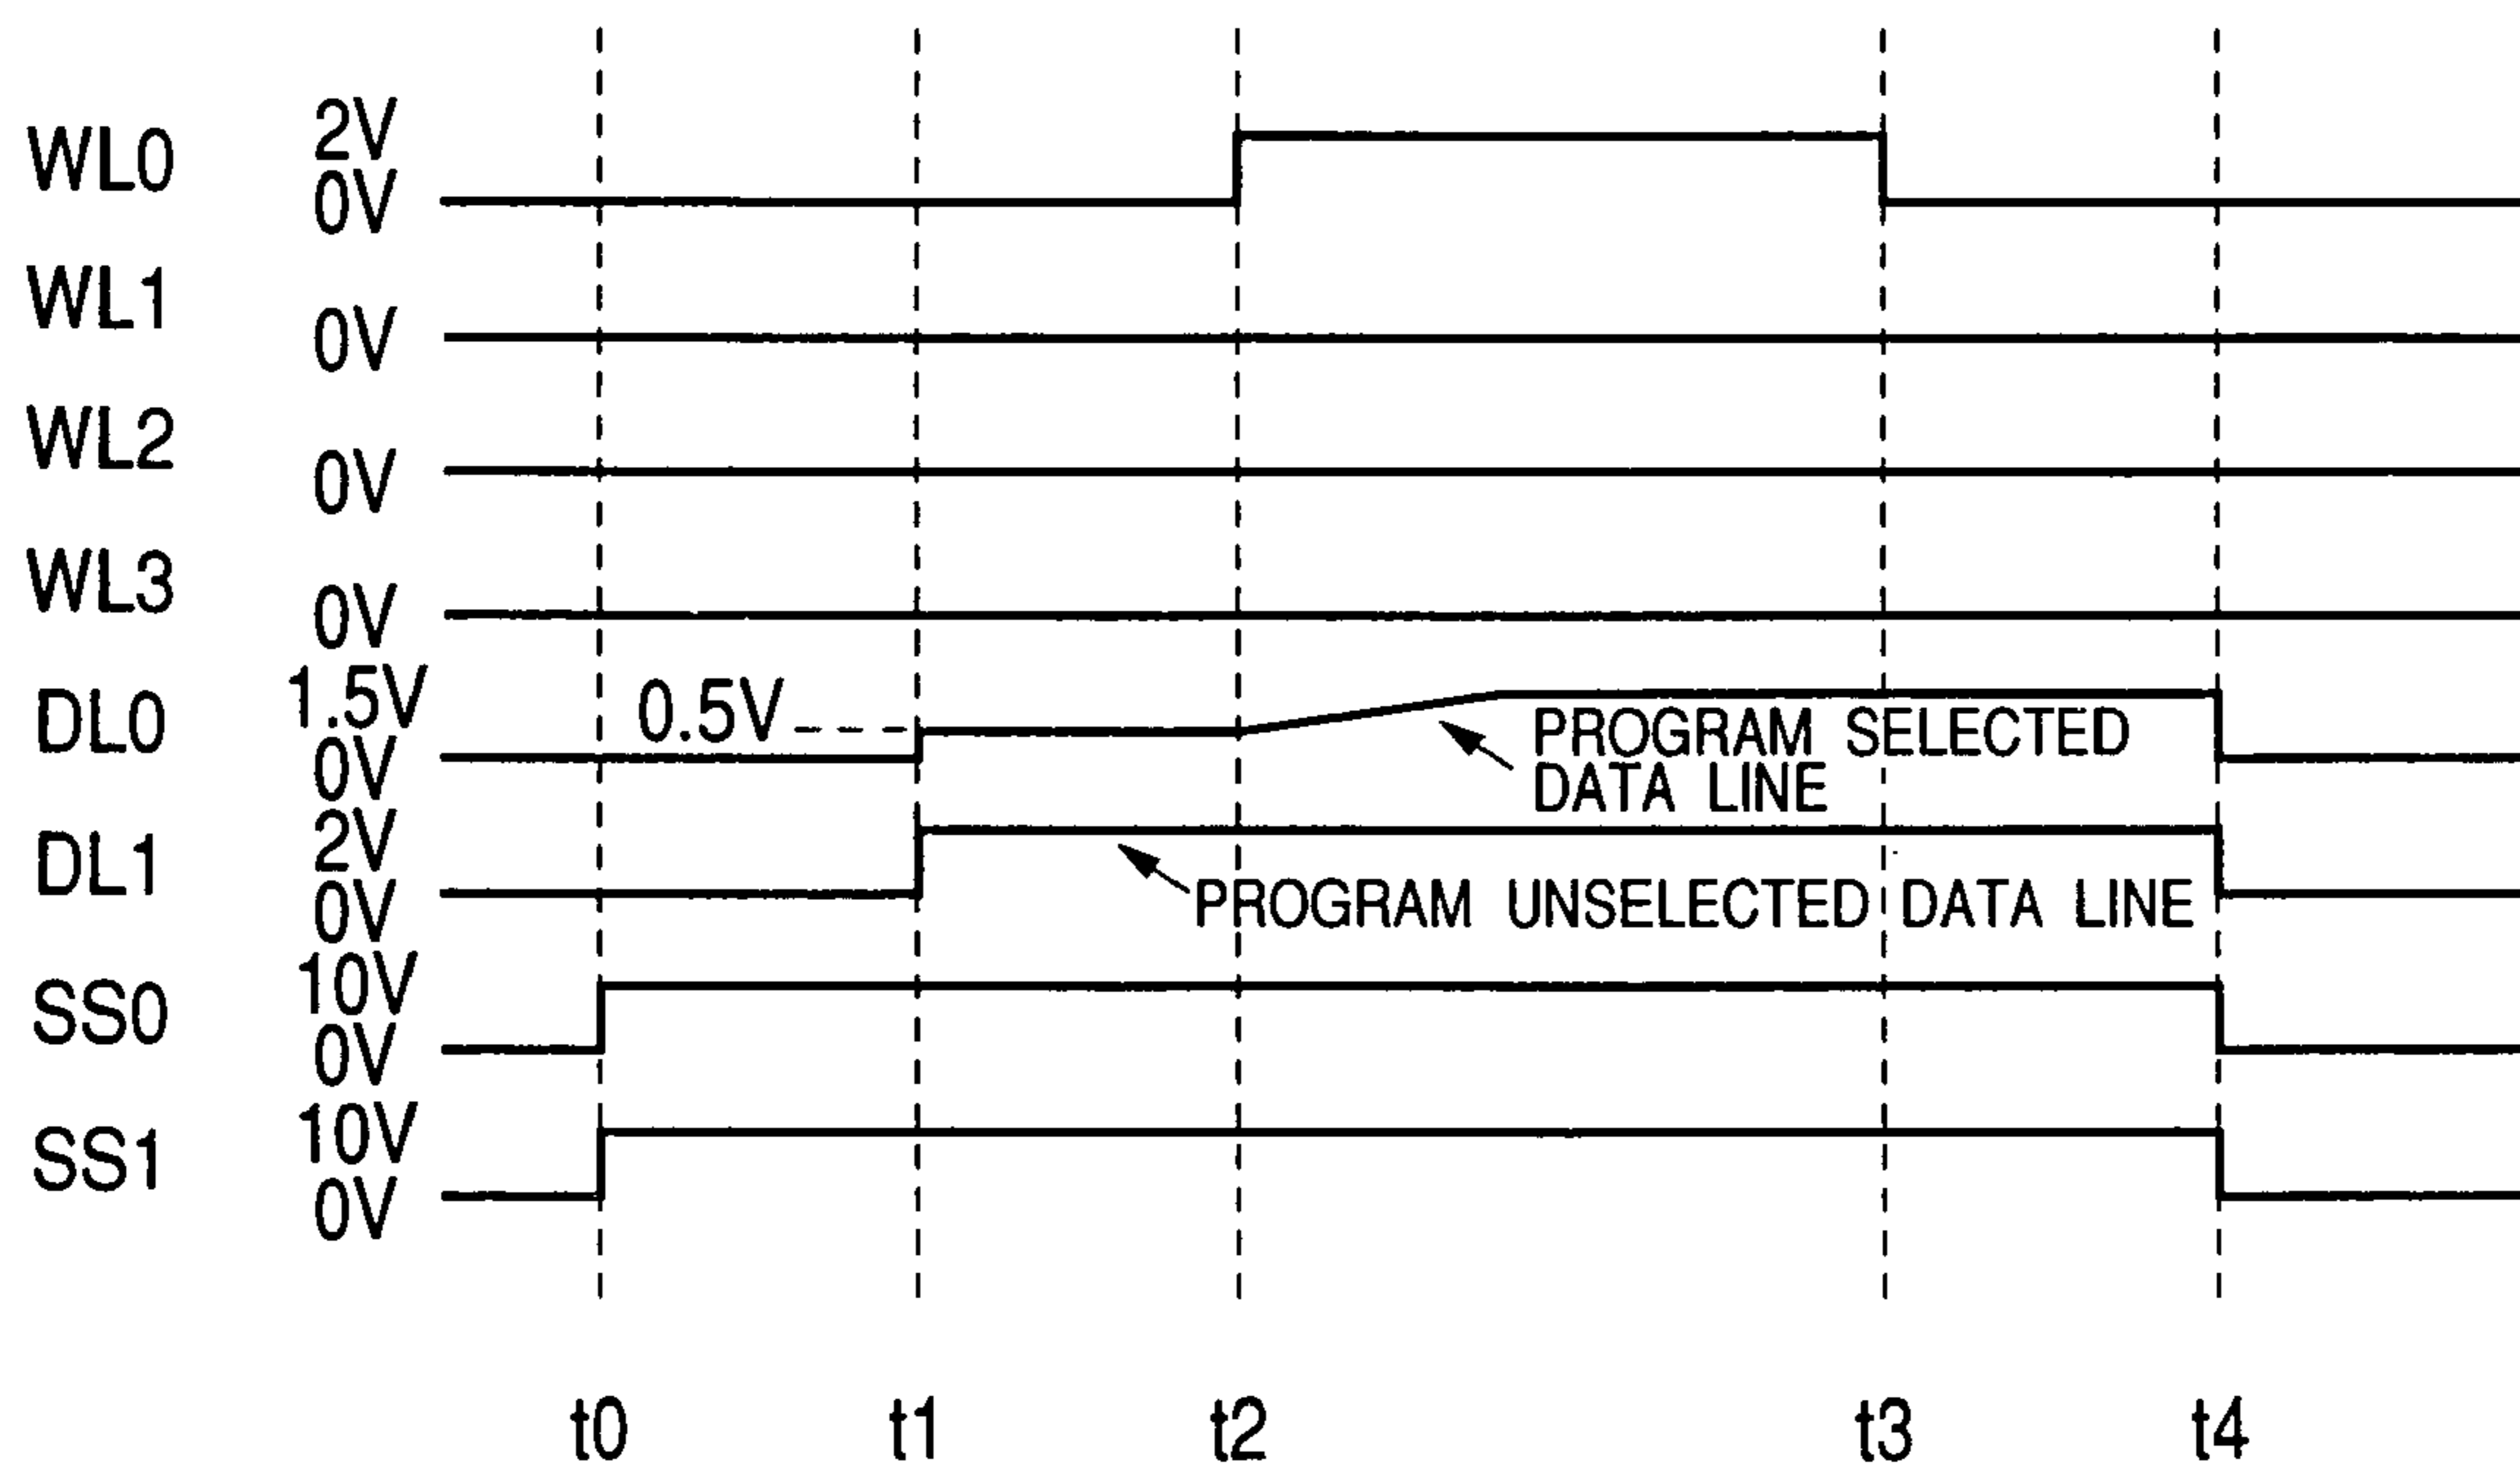 WL0 2V
0V
WL1 0V
WL2 0V
WL3 0V
DL0 1.5V 0.5V
0V
PROGRAM SELECTED
DATA LINE
DL1 2V
0V
PROGRAM UNSELECTED DATA LINE
SS0 10V
0V
SS1 10V
0V
t0 t1 t2 t3 t4